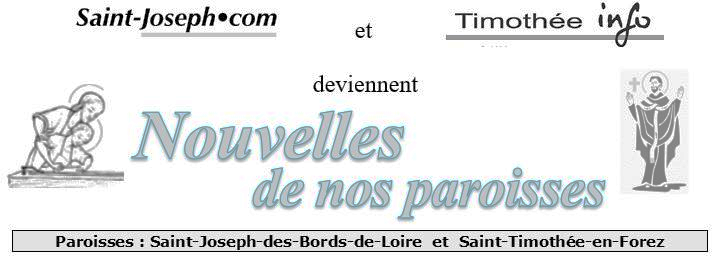 Saint-Joseph•com
et
Timothée info
deviennent
Nouvelles
de nos paroisses
Paroisses : Saint-Joseph-des-Bords-de-Loire et Saint-Timothée-en-Forez